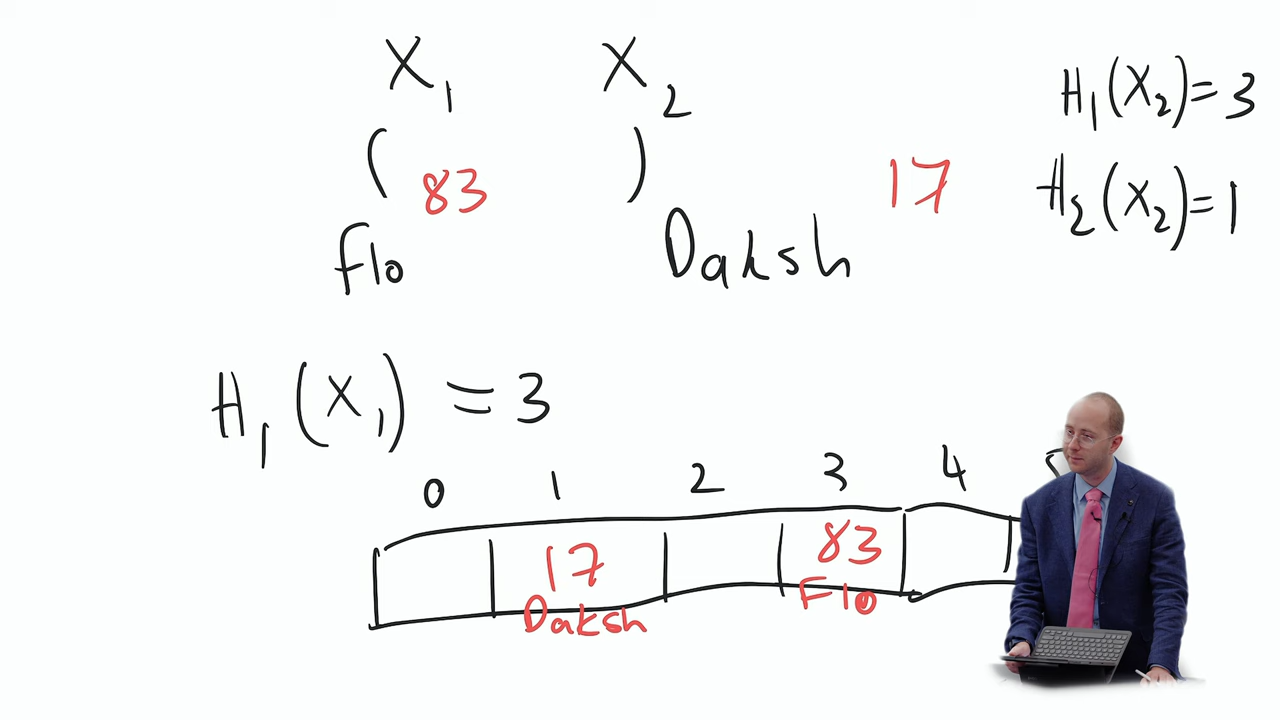 X₁ X₂
( 83 ) 17
Flo Daksh
H₁(X₂)=3
H₂(X₂)=1
H₁(X₁) = 3
0 1 2 3 4
17 83
Daksh Flo